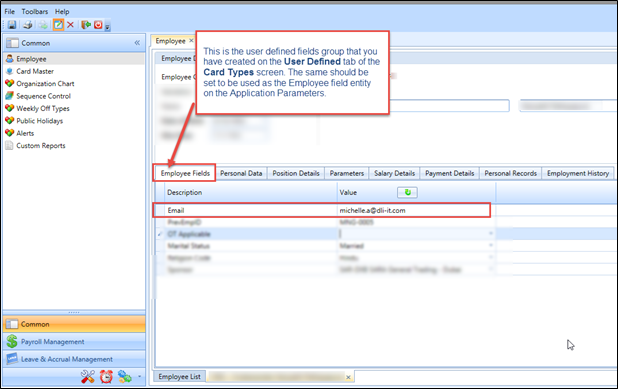 File Toolbars Help
Common
Employee
Card Master
Organization Chart
Sequence Control
Weekly Off Types
Public Holidays
Alerts
Custom Reports
Common
Payroll Management
Leave & Accrual Management
Employee
Employee D
Employee C
This is the user defined fields group that you
have created on the User Defined tab of the
Card Types screen. The same should be
set to be used as the Employee field entity
on the Application Parameters.
Employee Fields Personal Data Position Details Parameters Salary Details Payment Details Personal Records Employment History
Description Value
Email michelle.a@dli-it.com
OT Applicable
Marital Status Married
Religion Code Hindu
Sponsor
Employee List